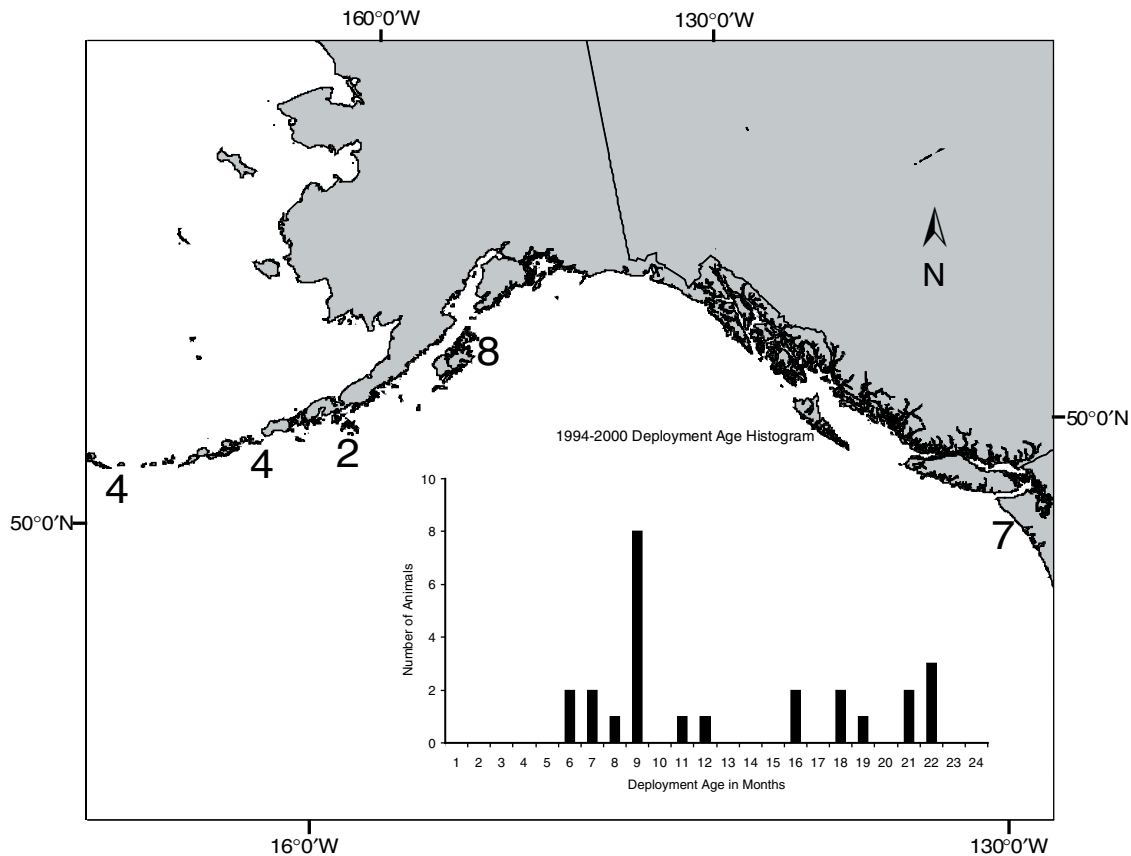 160°0′W 130°0′W
N
8
50°0′N
1994-2000 Deployment Age Histogram
2
4
4
10
50°0′N
7
8
6
4
2
0
Number of Animals
1 2 3 4 5 6 7 8 9 10 11 12 13 14 15 16 17 18 19 20 21 22 23 24
Deployment Age in Months
16°0′W 130°0′W